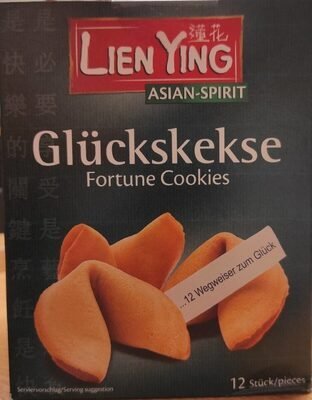 蓮花
LIEN YING
ASIAN-SPIRIT
Glückskekse
Fortune Cookies
...12 Wegweiser zum Glück
Serviervorschlag/Serving suggestion
12 Stück/pieces